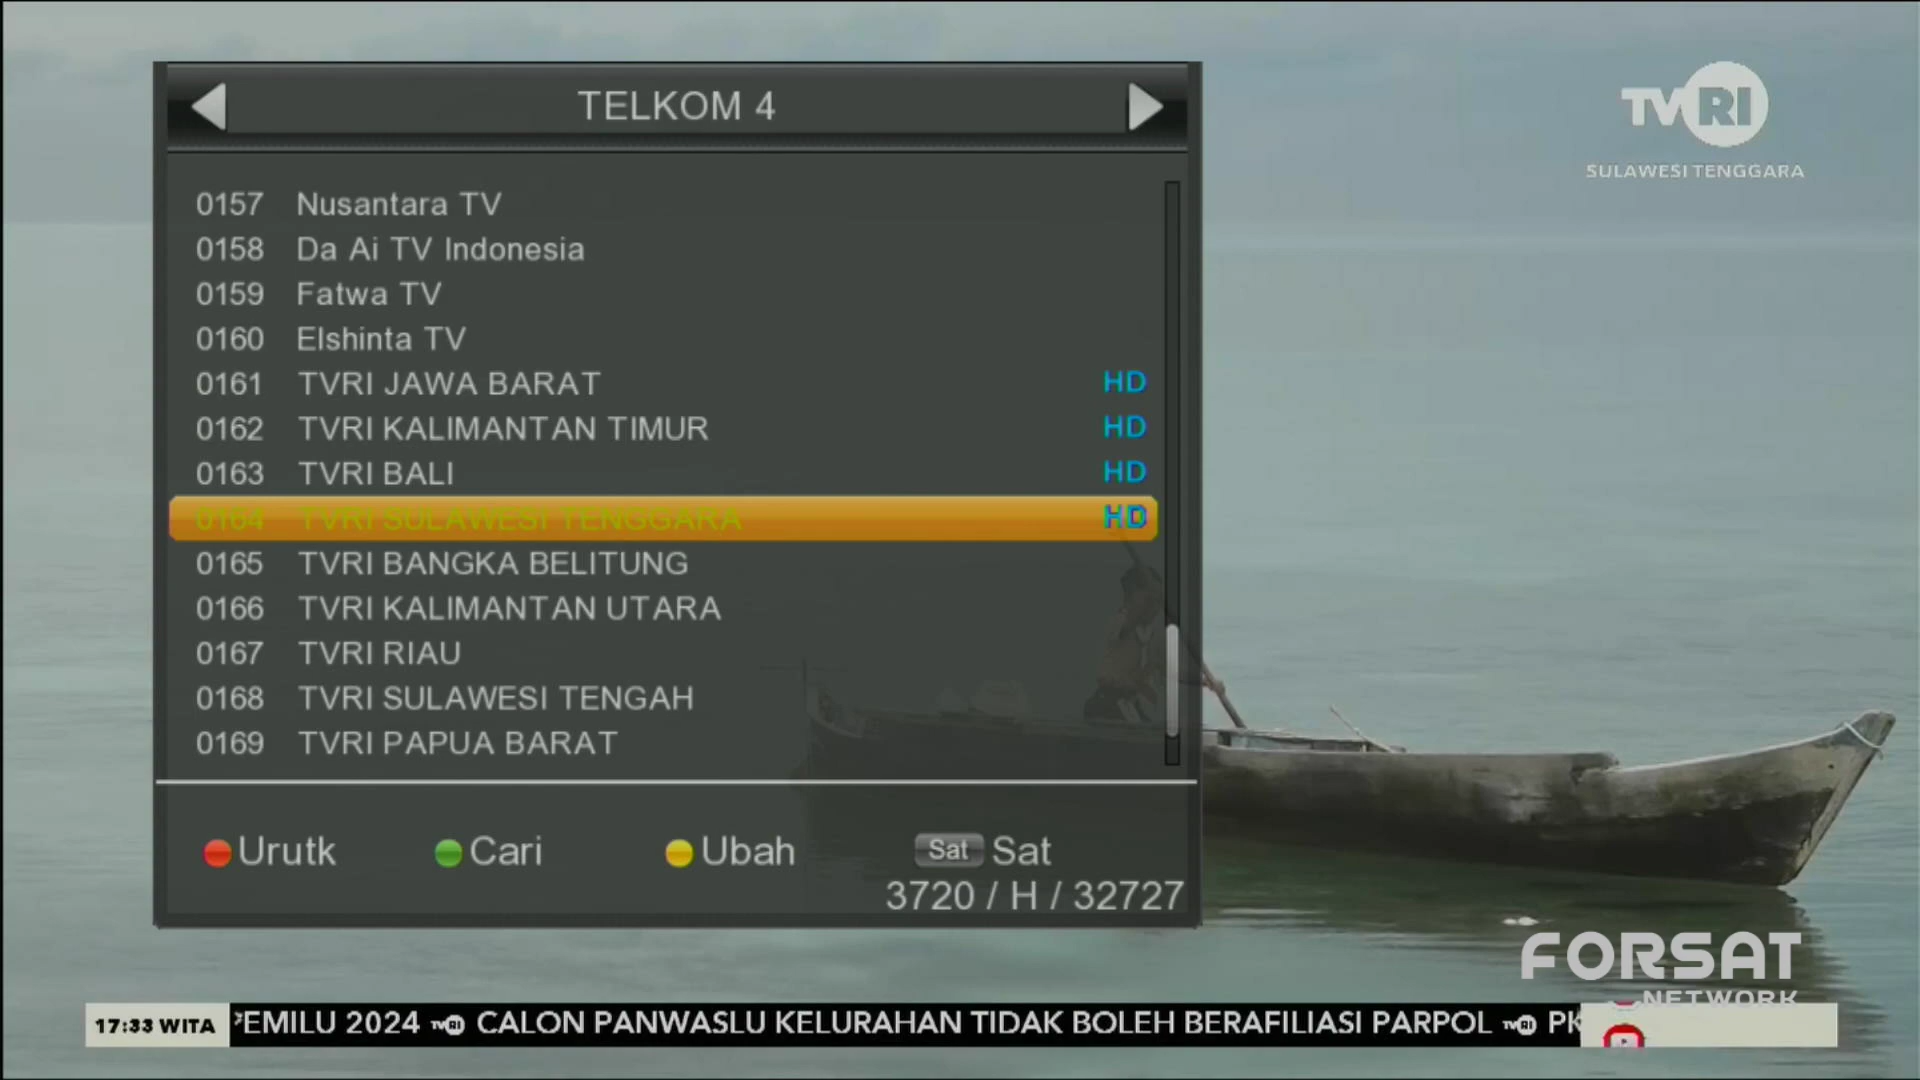 TELKOM 4
0157 Nusantara TV
0158 Da Ai TV Indonesia
0159 Fatwa TV
0160 Elshinta TV
0161 TVRI JAWA BARAT HD
0162 TVRI KALIMANTAN TIMUR HD
0163 TVRI BALI HD
0164 TVRI SULAWESI TENGGARA HD
0165 TVRI BANGKA BELITUNG
0166 TVRI KALIMANTAN UTARA
0167 TVRI RIAU
0168 TVRI SULAWESI TENGAH
0169 TVRI PAPUA BARAT
Urutk Cari Ubah Sat Sat
3720 / H / 32727
TVRI
SULAWESI TENGGARA
FORSAT
NETWORK
17:33 WITA EMILU 2024 TVRI CALON PANWASLU KELURAHAN TIDAK BOLEH BERAFILIASI PARPOL TVRI PK